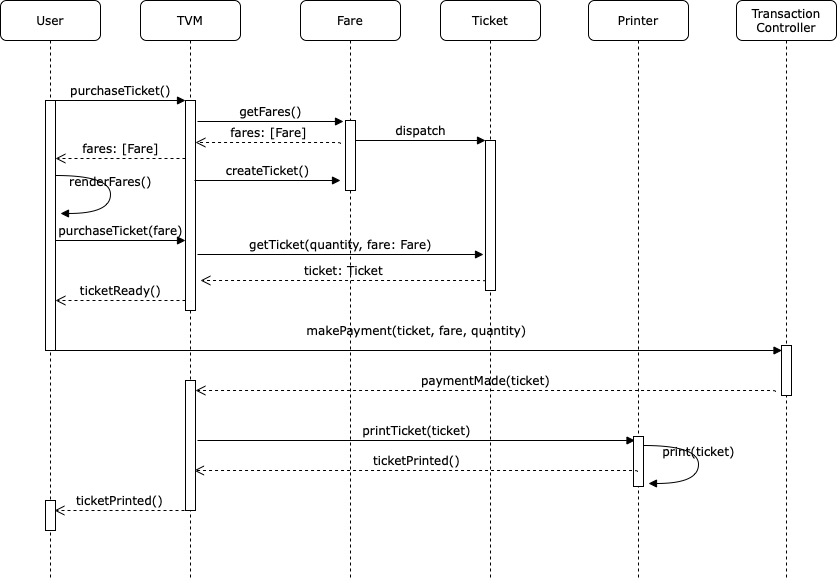 User
TVM
Fare
Ticket
Printer
Transaction
Controller
purchaseTicket()
getFares()
fares: [Fare]
dispatch
fares: [Fare]
createTicket()
renderFares()
purchaseTicket(fare)
getTicket(quantity, fare: Fare)
ticket: Ticket
ticketReady()
makePayment(ticket, fare, quantity)
paymentMade(ticket)
printTicket(ticket)
print(ticket)
ticketPrinted()
ticketPrinted()